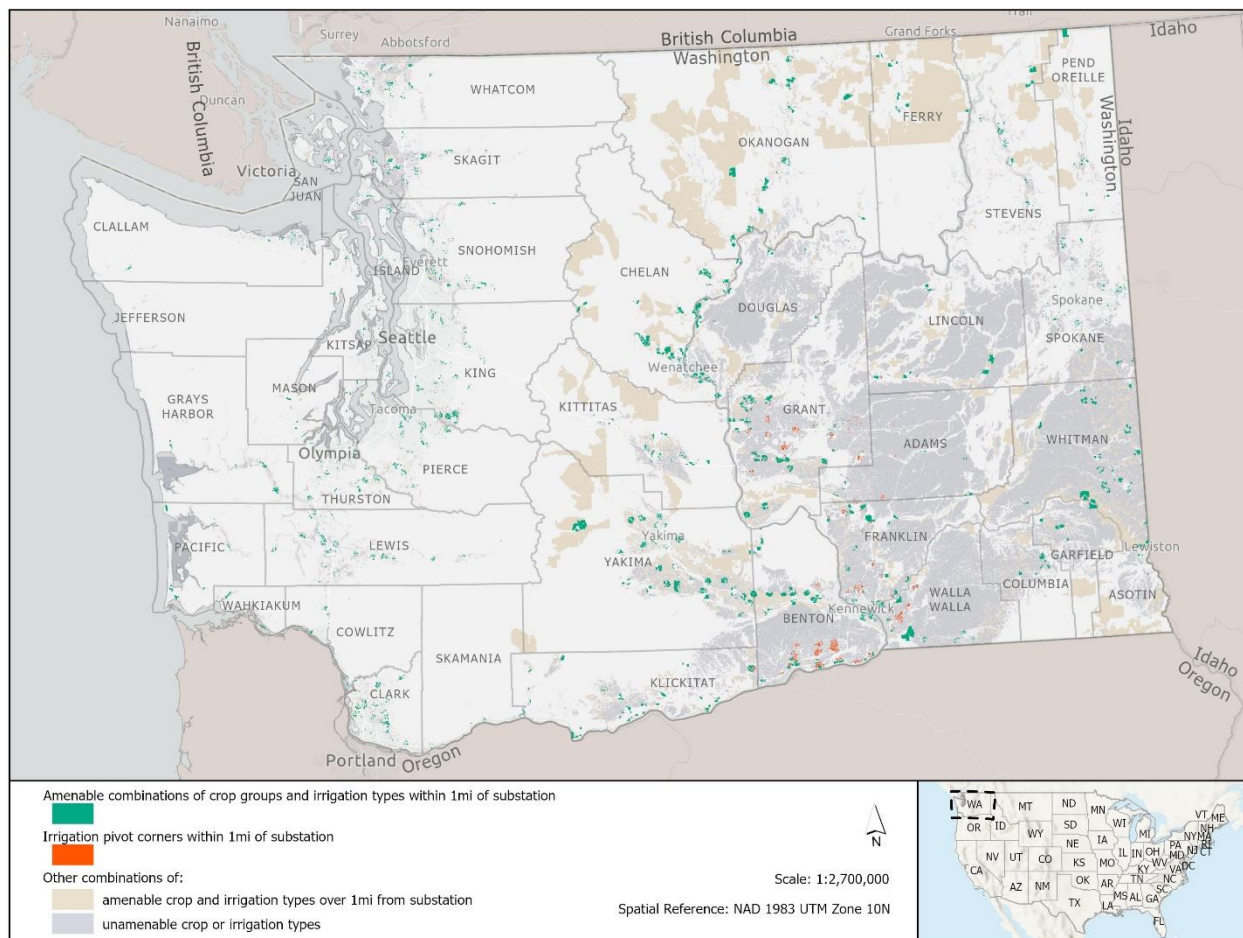 Nanaimo
British Columbia
Surrey
Abbotsford
British Columbia
Washington
Grand Forks
Idaho
Duncan
British Columbia
Victoria
WHATCOM
PEND
OREILLE
FERRY
OKANOGAN
Idaho
Washington
SKAGIT
SAN
JUAN
STEVENS
CLALLAM
SNOHOMISH
ISLAND
Everett
CHELAN
DOUGLAS
LINCOLN
Spokane
SPOKANE
JEFFERSON
KITSAP
Seattle
KING
Wenatchee
MASON
GRAYS
HARBOR
Tacoma
KITTITAS
GRANT
ADAMS
WHITMAN
Olympia
PIERCE
THURSTON
PACIFIC
LEWIS
Yakima
YAKIMA
FRANKLIN
GARFIELD
Lewiston
WAHKIAKUM
COWLITZ
SKAMANIA
BENTON
Kennewick
WALLA
WALLA
COLUMBIA
ASOTIN
CLARK
KLICKITAT
Idaho
Oregon
Portland
Oregon
Amenable combinations of crop groups and irrigation types within 1mi of substation
Irrigation pivot corners within 1mi of substation
Other combinations of:
amenable crop and irrigation types over 1mi from substation
unamenable crop or irrigation types
N
Scale: 1:2,700,000
Spatial Reference: NAD 1983 UTM Zone 10N
WA MT ND MN VT ME
OR ID SD WI NH
WY MI NY MA
NE IA PA RI CT
NV UT CO IL IN OH MD NJ
CA KS MO WV DC
KY VA
AZ NM OK AR TN NC
SC
TX LA MS AL GA
FL